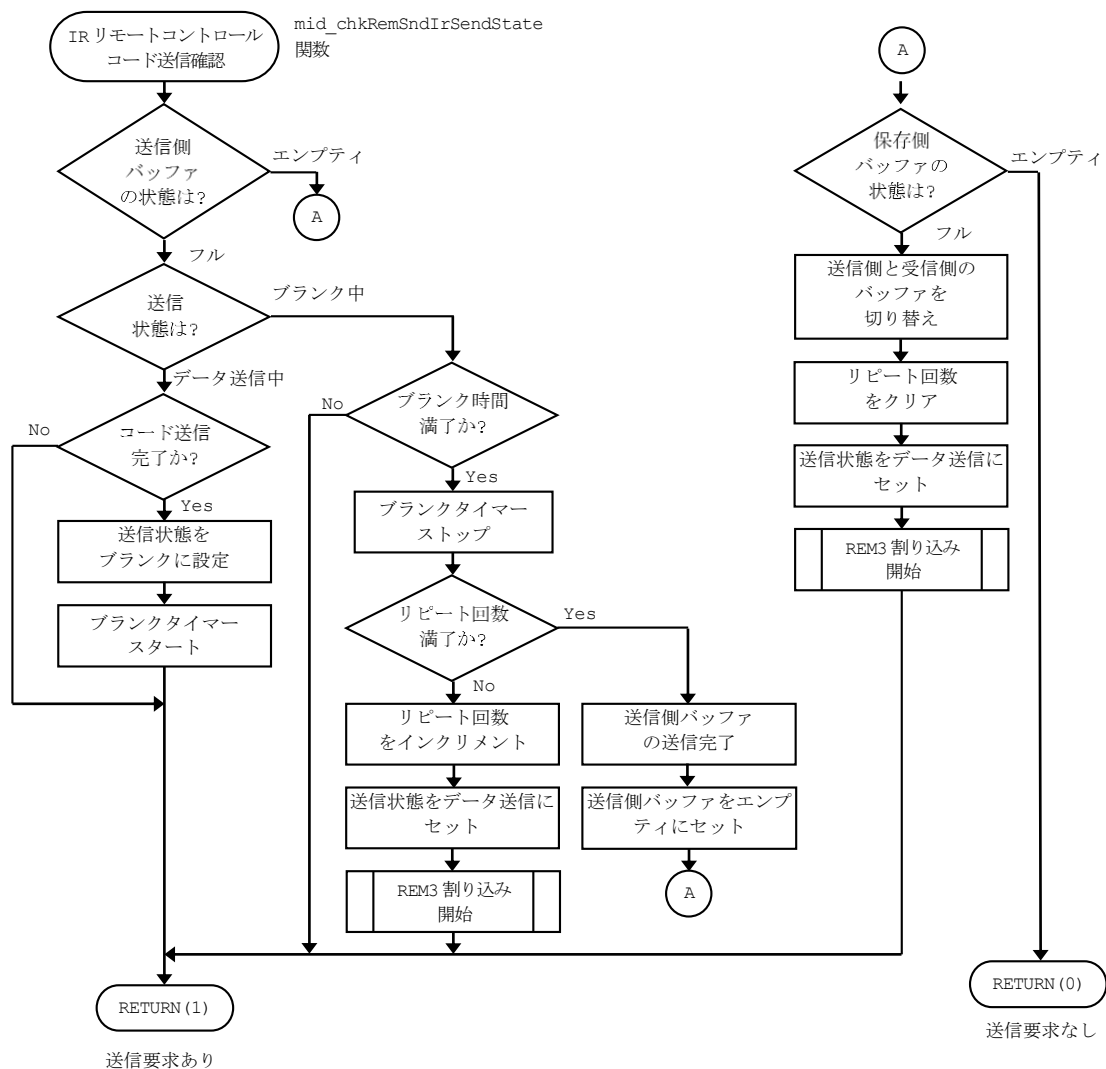 IRリモートコントロール
コード送信確認
mid_chkRemSndIrSendState
関数
送信側
バッファ
の状態は?
エンプティ
A
フル
送信
状態は?
ブランク中
データ送信中
コード送信
完了か?
No
Yes
送信状態を
ブランクに設定
ブランクタイマー
スタート
ブランク時間
満了か?
No
Yes
ブランクタイマー
ストップ
リピート回数
満了か?
Yes
No
リピート回数
をインクリメント
送信状態をデータ送信に
セット
REM3割り込み
開始
送信側バッファ
の送信完了
送信側バッファをエンプ
ティにセット
A
A
保存側
バッファの
状態は?
エンプティ
フル
送信側と受信側の
バッファを
切り替え
リピート回数
をクリア
送信状態をデータ送信に
セット
REM3割り込み
開始
RETURN(1)
送信要求あり
RETURN(0)
送信要求なし